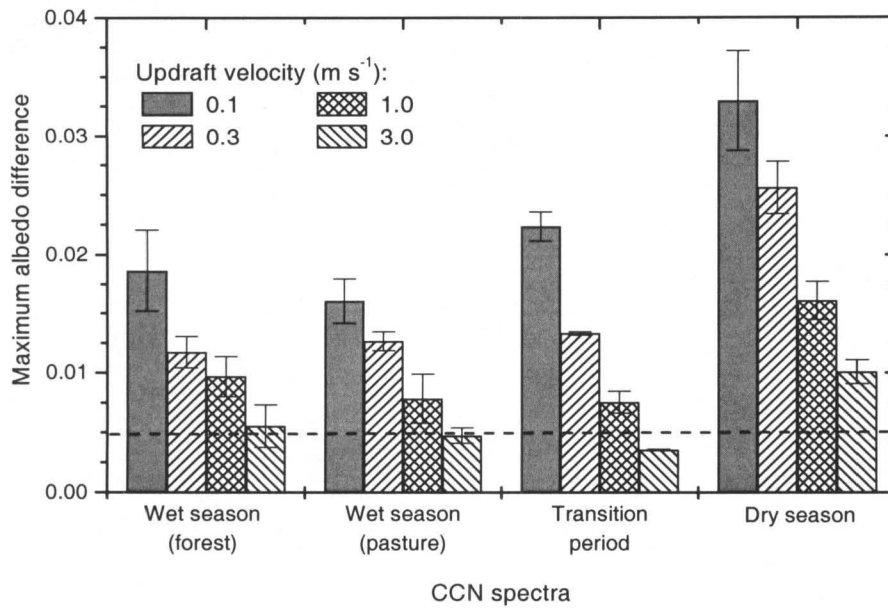 0.04
0.03
0.02
0.01
0.00
Maximum albedo difference
Updraft velocity (m s⁻¹):
0.1 1.0
0.3 3.0
Wet season (forest)
Wet season (pasture)
Transition period
Dry season
CCN spectra